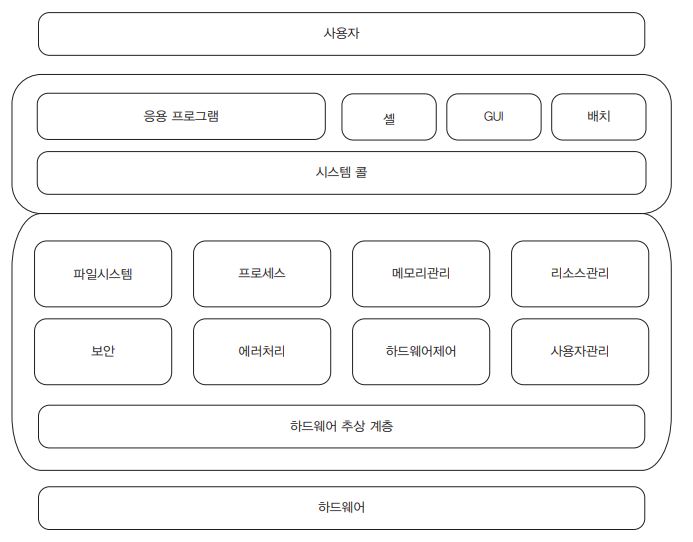 사용자
응용 프로그램
셸
GUI
배치
시스템 콜
파일시스템
프로세스
메모리관리
리소스관리
보안
에러처리
하드웨어제어
사용자관리
하드웨어 추상 계층
하드웨어